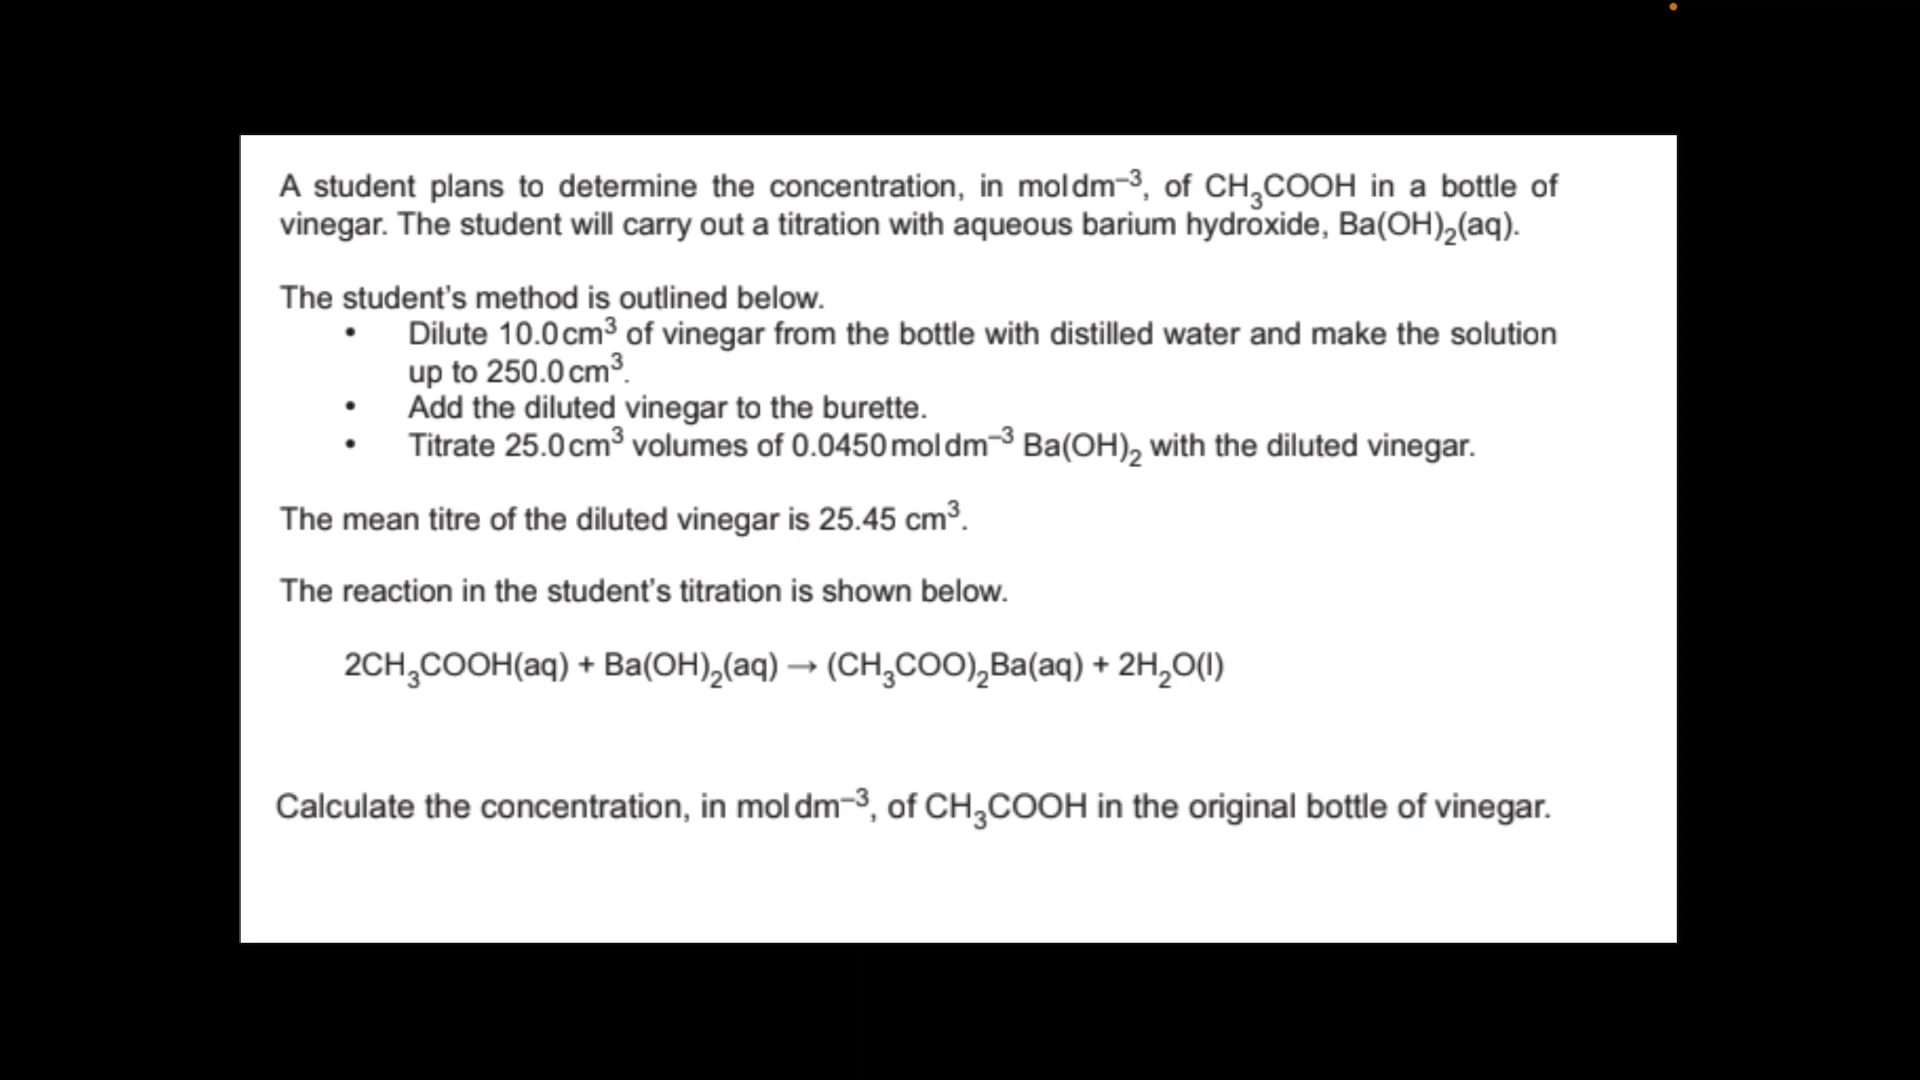 A student plans to determine the concentration, in mol dm⁻³, of CH₃COOH in a bottle of
vinegar. The student will carry out a titration with aqueous barium hydroxide, Ba(OH)₂(aq).
The student's method is outlined below.
• Dilute 10.0 cm³ of vinegar from the bottle with distilled water and make the solution
up to 250.0 cm³.
• Add the diluted vinegar to the burette.
• Titrate 25.0 cm³ volumes of 0.0450 mol dm⁻³ Ba(OH)₂ with the diluted vinegar.
The mean titre of the diluted vinegar is 25.45 cm³.
The reaction in the student's titration is shown below.
2CH₃COOH(aq) + Ba(OH)₂(aq) → (CH₃COO)₂Ba(aq) + 2H₂O(l)
Calculate the concentration, in mol dm⁻³, of CH₃COOH in the original bottle of vinegar.